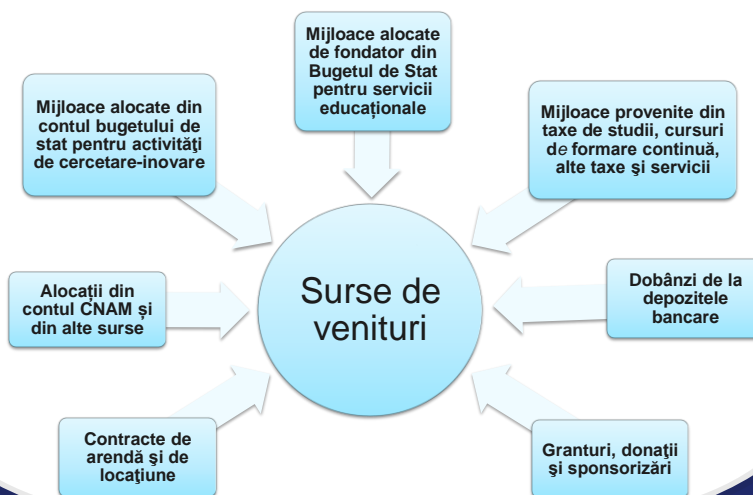 Mijloace alocate
de fondator din
Bugetul de Stat
pentru servicii
educaționale
Mijloace alocate din
contul bugetului de
stat pentru activităţi
de cercetare-inovare
Mijloace provenite din
taxe de studii, cursuri
de formare continuă,
alte taxe şi servicii
Surse de
venituri
Alocații din
contul CNAM și
din alte surse
Dobânzi de la
depozitele
bancare
Contracte de
arendă şi de
locaţiune
Granturi, donaţii
şi sponsorizări